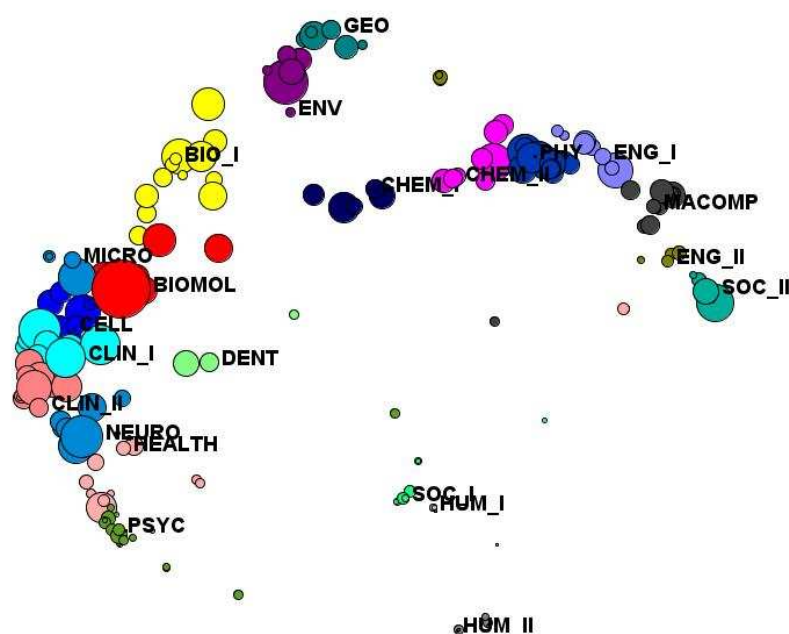 GEO
ENV
BIO_I
PHY
ENG_I
CHEM_I
CHEM_II
MACOMP
MICRO
ENG_II
BIOMOL
SOC_II
CELL
CLIN_I
DENT
CLIN_II
NEURO
HEALTH
SOC_I
HUM_I
PSYC
HUM_II